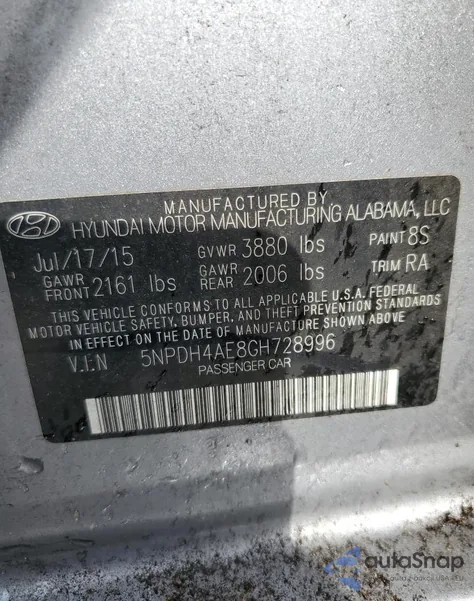 MANUFACTURED BY
HYUNDAI MOTOR MANUFACTURING ALABAMA, LLC
Jul/17/15 GVWR 3880 lbs PAINT 8S
GAWR FRONT 2161 lbs GAWR REAR 2006 lbs TRIM RA
THIS VEHICLE CONFORMS TO ALL APPLICABLE U.S.A. FEDERAL
MOTOR VEHICLE SAFETY, BUMPER, AND THEFT PREVENTION STANDARDS
IN EFFECT ON THE DATE OF MANUFACTURE SHOWN ABOVE
V.I.N 5NPDH4AE8GH728996
PASSENGER CAR
autoSnap